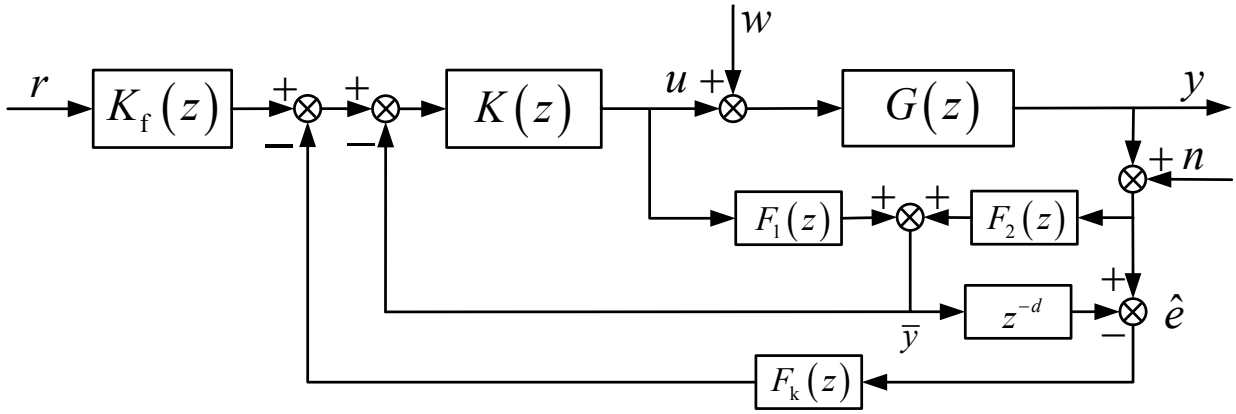 w
r
K_f(z)
+
−
+
−
K(z)
u +
G(z)
y
+ n
F_1(z)
+
+
F_2(z)
ȳ
z^{-d}
+
−
ê
F_k(z)